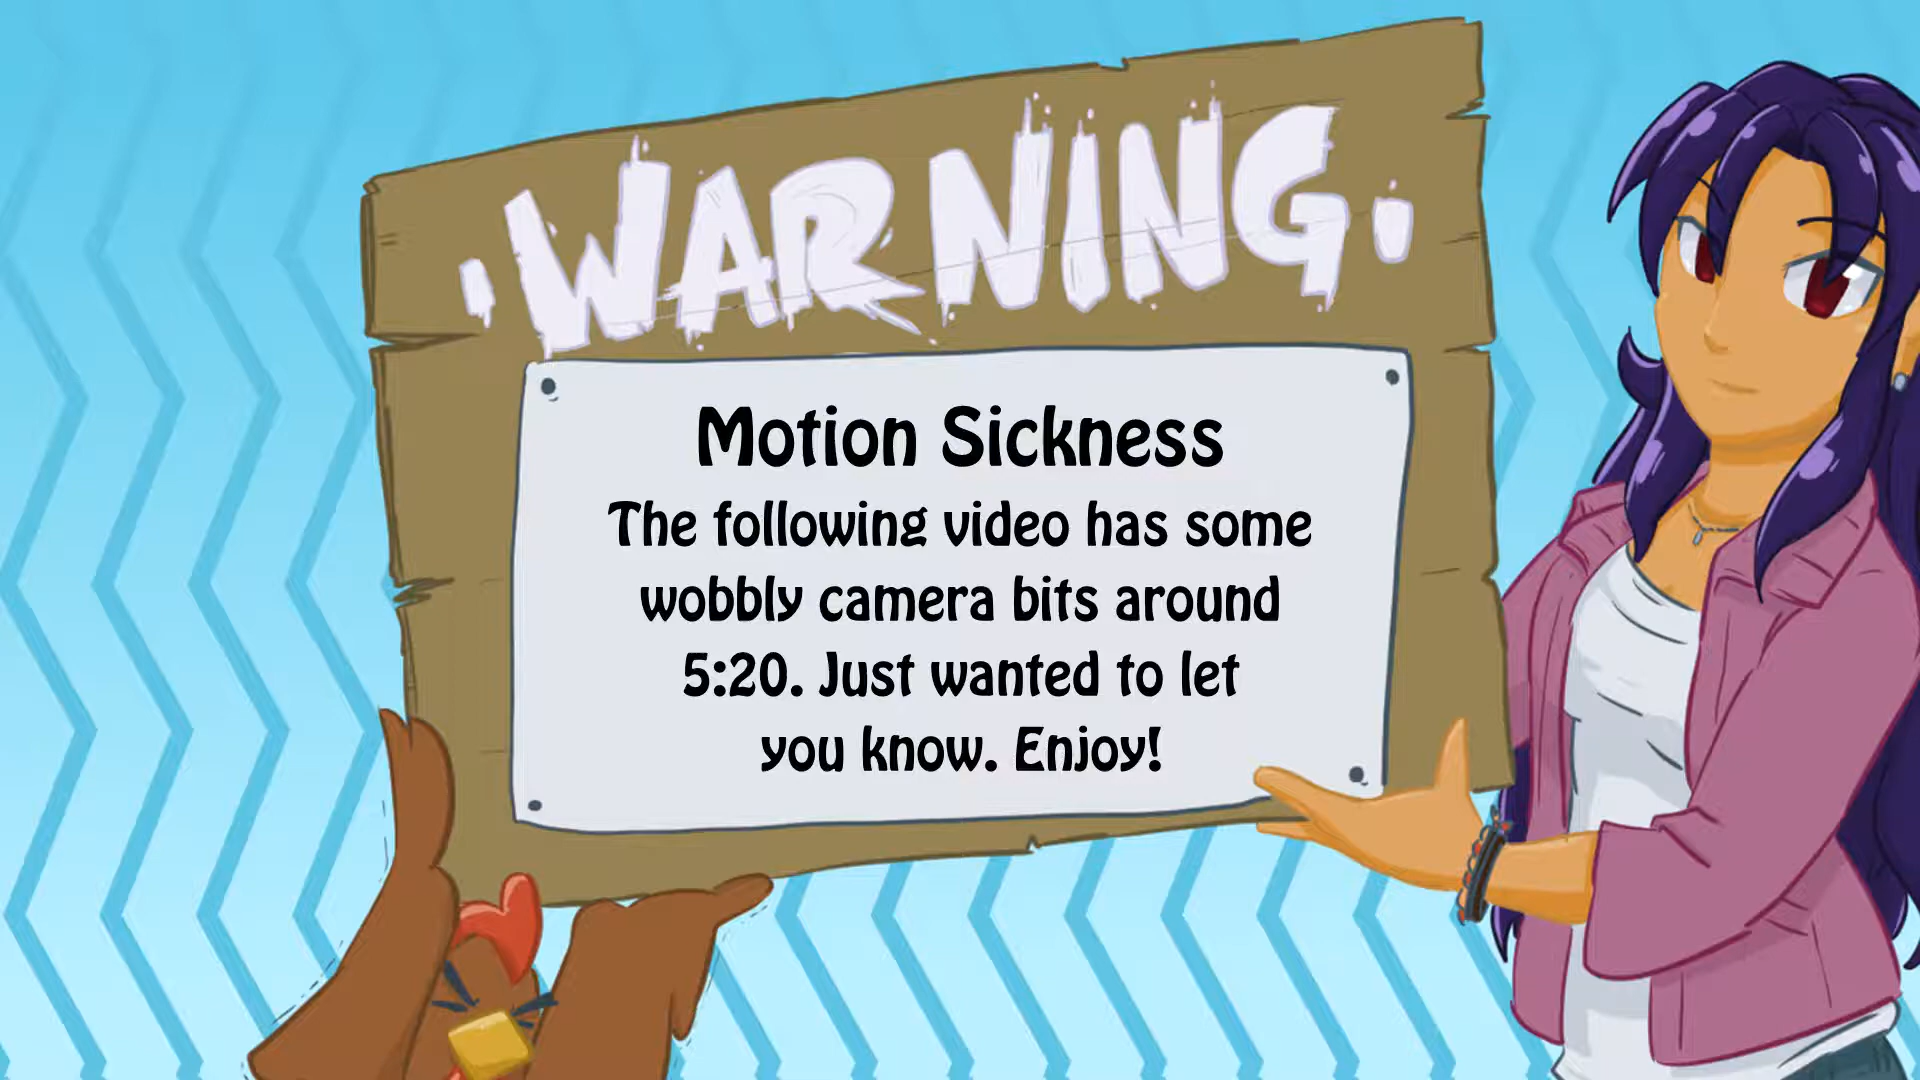 ·WARNING·
Motion Sickness
The following video has some
wobbly camera bits around
5:20. Just wanted to let
you know. Enjoy!